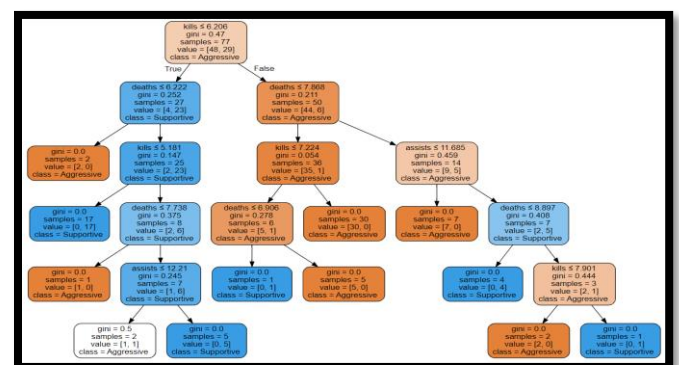 kills ≤ 6.206
gini = 0.47
samples = 77
value = [48, 29]
class = Aggressive
True
False
deaths ≤ 6.222
gini = 0.252
samples = 27
value = [4, 23]
class = Supportive
deaths ≤ 7.868
gini = 0.211
samples = 50
value = [44, 6]
class = Aggressive
gini = 0.0
samples = 2
value = [2, 0]
class = Aggressive
kills ≤ 5.181
gini = 0.147
samples = 25
value = [2, 23]
class = Supportive
kills ≤ 7.224
gini = 0.054
samples = 36
value = [35, 1]
class = Aggressive
assists ≤ 11.685
gini = 0.459
samples = 14
value = [9, 5]
class = Aggressive
gini = 0.0
samples = 17
value = [0, 17]
class = Supportive
deaths ≤ 7.738
gini = 0.375
samples = 8
value = [2, 6]
class = Supportive
deaths ≤ 6.906
gini = 0.278
samples = 6
value = [5, 1]
class = Aggressive
gini = 0.0
samples = 30
value = [30, 0]
class = Aggressive
gini = 0.0
samples = 7
value = [7, 0]
class = Aggressive
deaths ≤ 8.897
gini = 0.408
samples = 7
value = [2, 5]
class = Supportive
gini = 0.0
samples = 1
value = [1, 0]
class = Aggressive
assists ≤ 12.21
gini = 0.245
samples = 7
value = [1, 6]
class = Supportive
gini = 0.0
samples = 1
value = [0, 1]
class = Supportive
gini = 0.0
samples = 5
value = [5, 0]
class = Aggressive
gini = 0.0
samples = 4
value = [0, 4]
class = Supportive
kills ≤ 7.901
gini = 0.444
samples = 3
value = [2, 1]
class = Aggressive
gini = 0.5
samples = 2
value = [1, 1]
class = Aggressive
gini = 0.0
samples = 5
value = [0, 5]
class = Supportive
gini = 0.0
samples = 2
value = [2, 0]
class = Aggressive
gini = 0.0
samples = 1
value = [0, 1]
class = Supportive